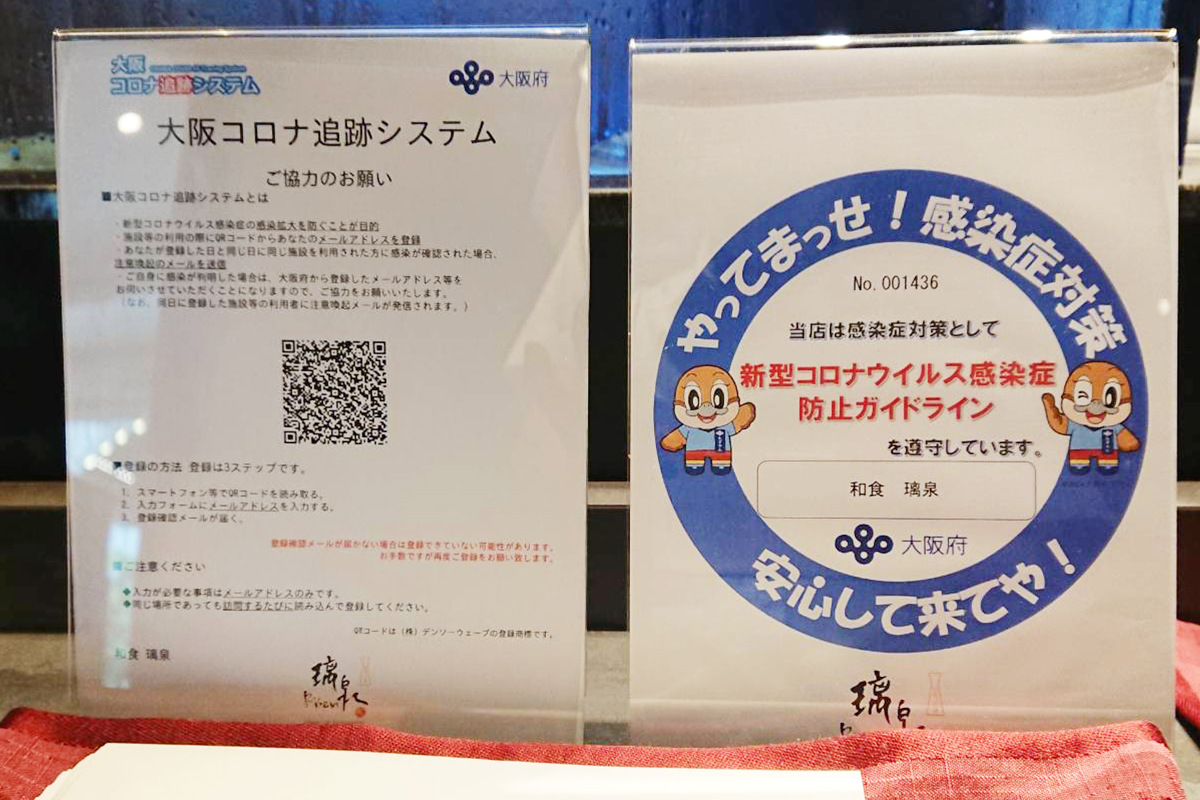 大阪
コロナ追跡システム
大阪府
大阪コロナ追跡システム
ご協力のお願い
■大阪コロナ追跡システムとは
・新型コロナウイルス感染症の感染拡大を防ぐことが目的
・施設等の利用の際にQRコードからあなたのメールアドレスを登録
・あなたが登録した日と同じ日に同じ施設を利用された方に感染が確認された場合、
注意喚起のメールを送信
・ご自身に感染が判明した場合は、大阪府から登録したメールアドレス等を
お伺いさせていただくことになりますので、ご協力をお願いいたします。
（なお、同日に登録した施設等の利用者に注意喚起メールが発信されます。）
■登録の方法 登録は3ステップです。
1. スマートフォン等でQRコードを読み取る。
2. 入力フォームにメールアドレスを入力する。
3. 登録確認メールが届く。
登録確認メールが届かない場合は登録できていない可能性があります。
お手数ですが再度ご登録をお願い致します。
■ご注意ください
◆入力が必要な事項はメールアドレスのみです。
◆同じ場所であっても訪問するたびに読み込んで登録してください。
QRコードは（株）デンソーウェーブの登録商標です。
和食 璃泉
璃泉
やってまっせ！感染症対策
No. 001436
当店は感染症対策として
新型コロナウイルス感染症
防止ガイドライン
を遵守しています。
和食 璃泉
大阪府
安心して来てや！
璃泉